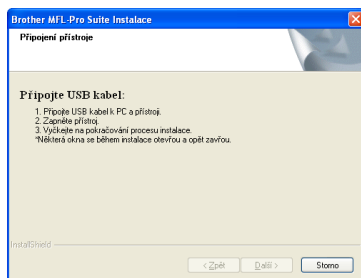 Brother MFL-Pro Suite Instalace
Připojení přístroje
Připojte USB kabel:
1. Připojte USB kabel k PC a přístroji.
2. Zapněte přístroj.
3. Vyčkejte na pokračování procesu instalace.
*Některá okna se během instalace otevřou a opět zavřou.
InstallShield
< Zpět Další > Storno